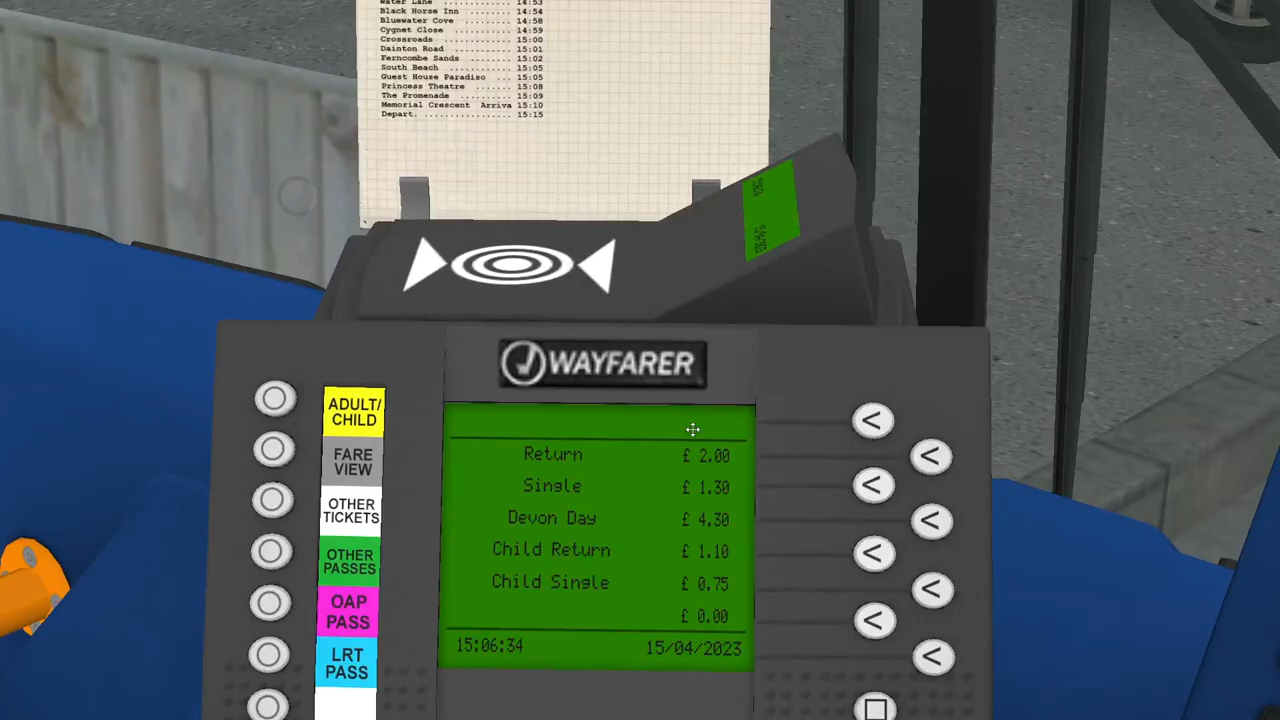 Water Lane ............. 14:53
Black Horse Inn ........ 14:54
Bluewater Cove ......... 14:58
Cygnet Close ........... 14:59
Crossroads ............. 15:00
Dainton Road ........... 15:01
Ferncombe Sands ........ 15:02
South Beach ............ 15:05
Guest House Paradiso ... 15:05
Princess Theatre ....... 15:08
The Promenade .......... 15:09
Memorial Crescent Arriva 15:10
Depart. ................ 15:15
WAYFARER
ADULT/
CHILD
FARE
VIEW
OTHER
TICKETS
OTHER
PASSES
OAP
PASS
LRT
PASS
Return £ 2.00
Single £ 1.30
Devon Day £ 4.30
Child Return £ 1.10
Child Single £ 0.75
£ 0.00
15:06:34 15/04/2023